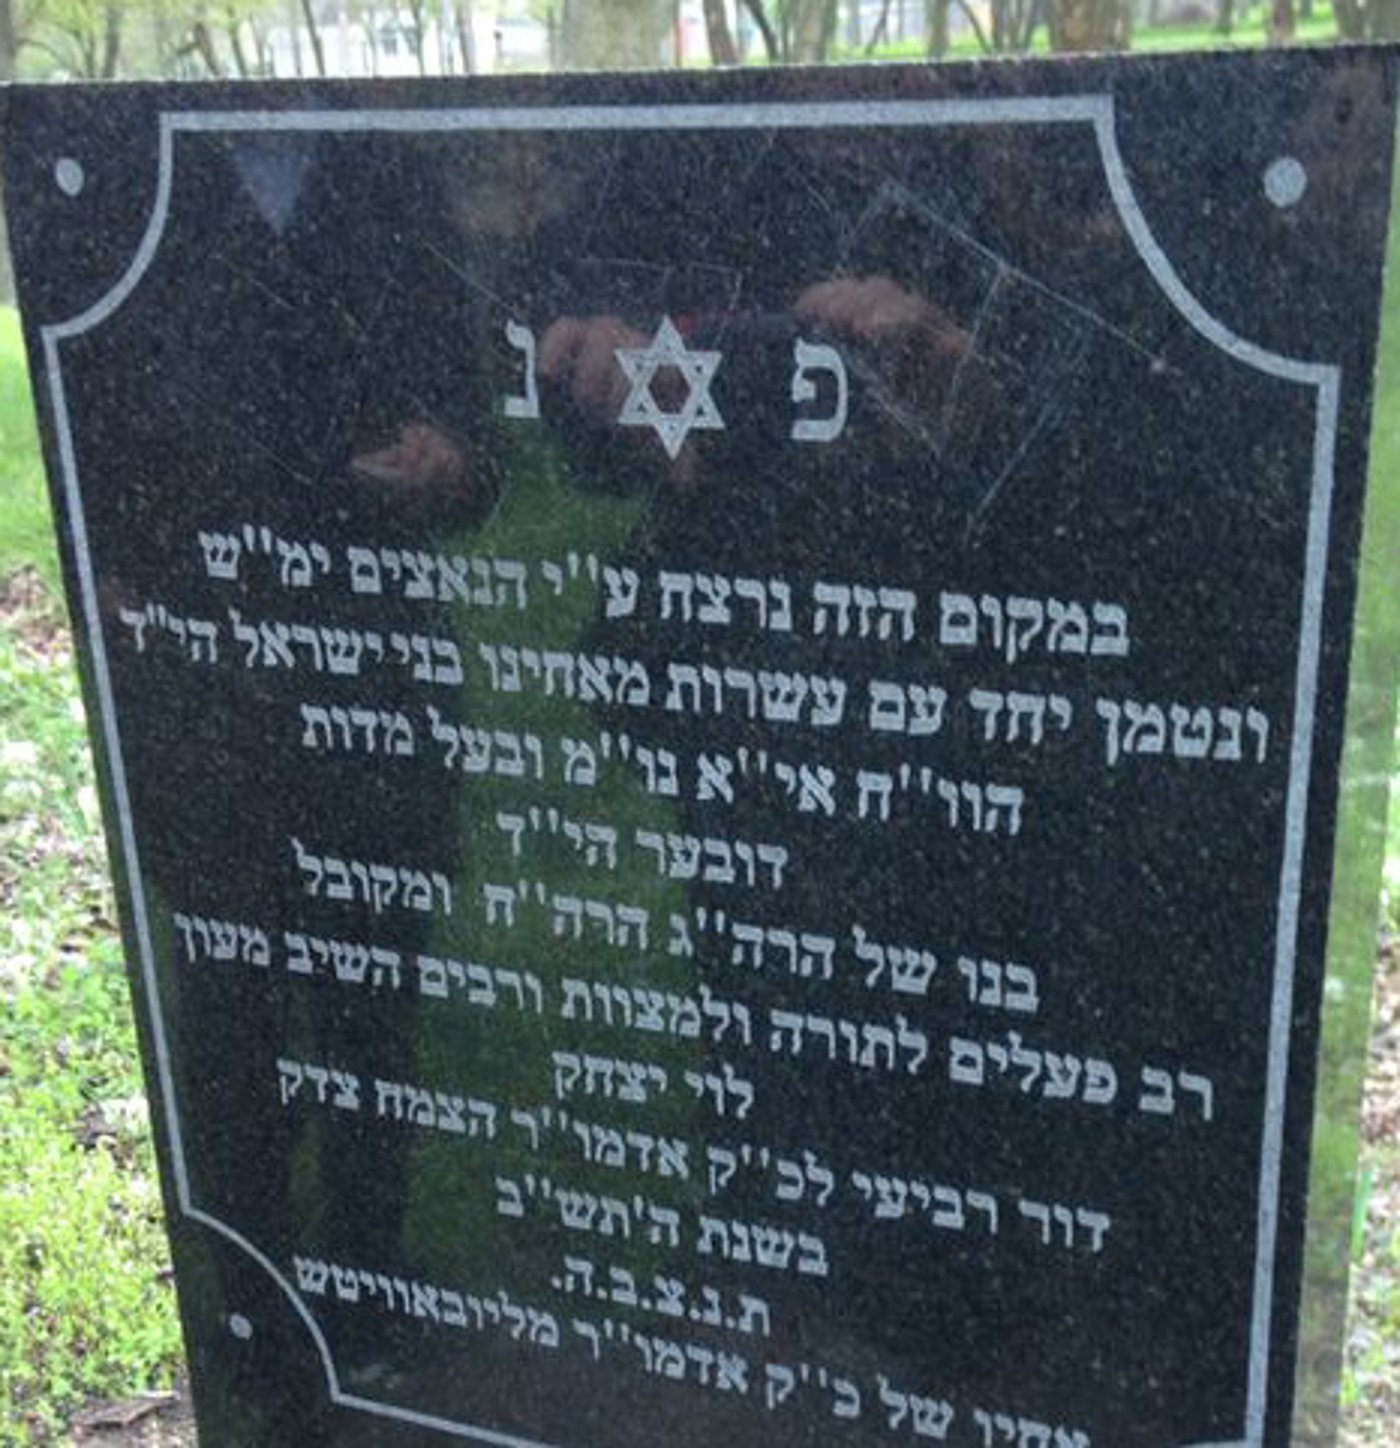 פ נ
במקום הזה נרצח ע''י הנאצים ימ''ש
ונטמן יחד עם עשרות מאחינו בני ישראל הי"ד
הוו''ח אי''א נו''מ ובעל מדות
דובער הי''ד
בנו של הרה''ג הרה''ח ומקובל
רב פעלים לתורה ולמצוות ורבים השיב מעון
לוי יצחק
דור רביעי לכ''ק אדמו''ר הצמח צדק
בשנת ה'תש''ב
ת.נ.צ.ב.ה.
אחיו של כ''ק אדמו''ר מליובאוויטש